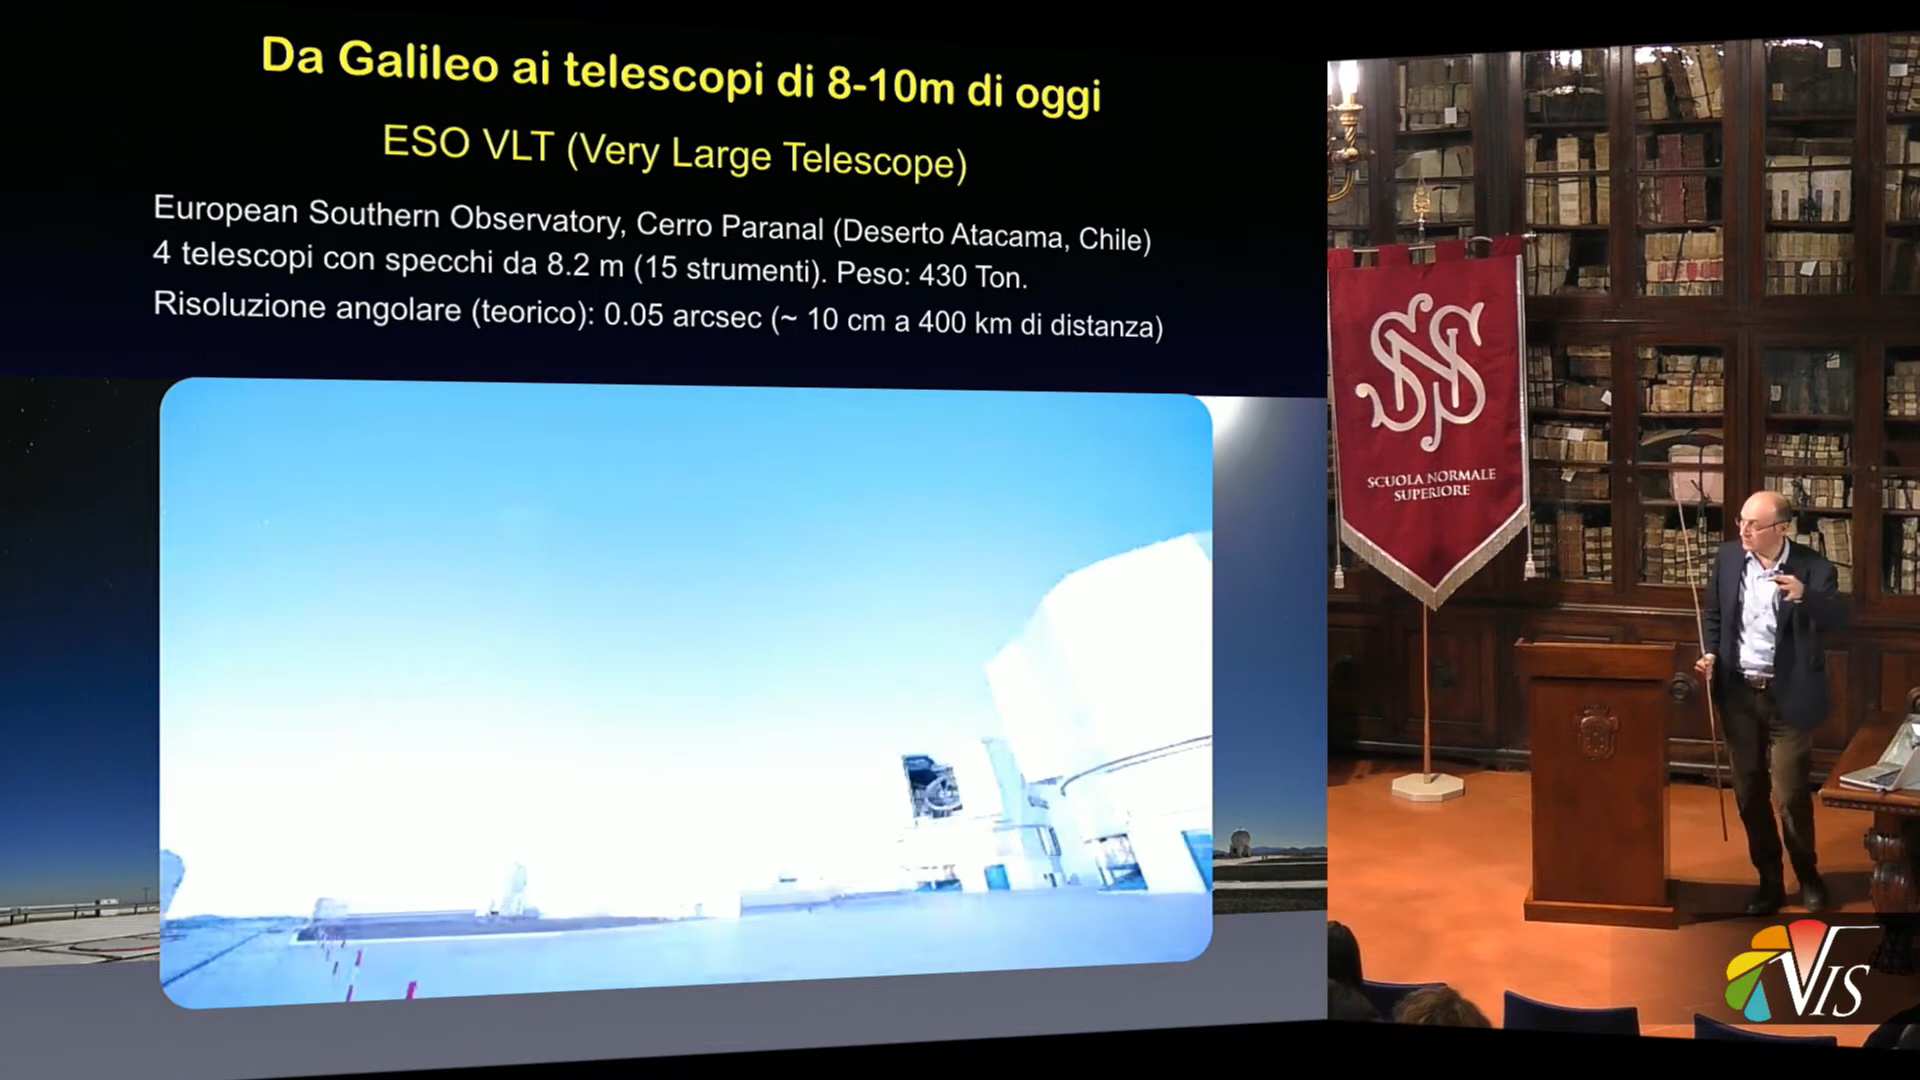 Da Galileo ai telescopi di 8-10m di oggi
ESO VLT (Very Large Telescope)
European Southern Observatory, Cerro Paranal (Deserto Atacama, Chile)
4 telescopi con specchi da 8.2 m (15 strumenti). Peso: 430 Ton.
Risoluzione angolare (teorico): 0.05 arcsec (~ 10 cm a 400 km di distanza)
SNS
SCUOLA NORMALE
SUPERIORE
VIS